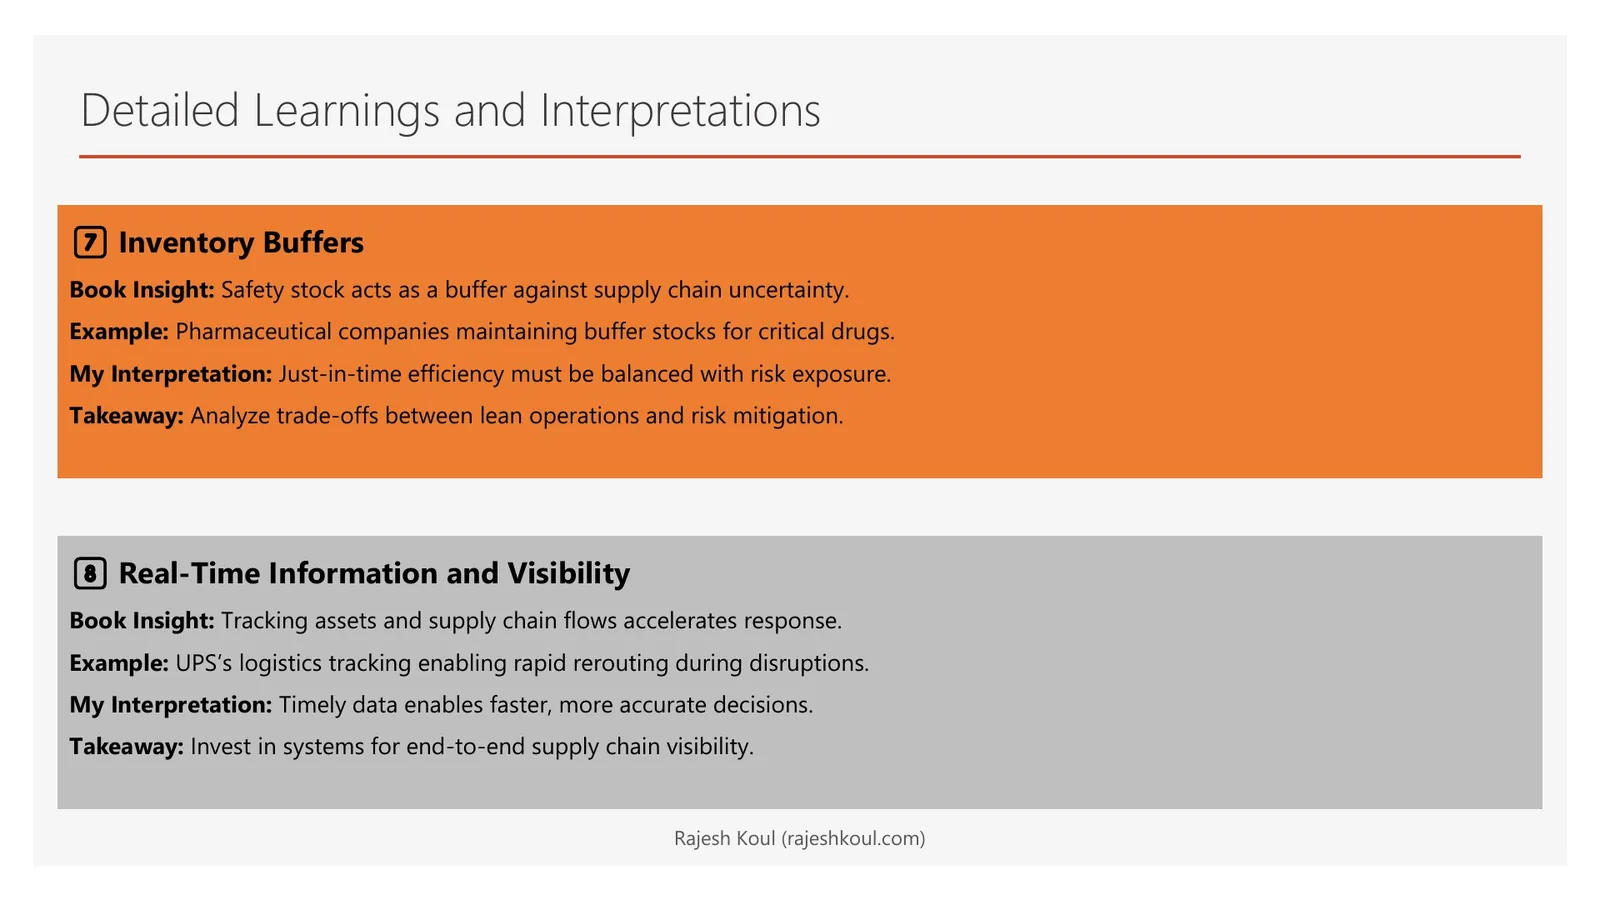 Detailed Learnings and Interpretations
7 Inventory Buffers
Book Insight: Safety stock acts as a buffer against supply chain uncertainty.
Example: Pharmaceutical companies maintaining buffer stocks for critical drugs.
My Interpretation: Just-in-time efficiency must be balanced with risk exposure.
Takeaway: Analyze trade-offs between lean operations and risk mitigation.
8 Real-Time Information and Visibility
Book Insight: Tracking assets and supply chain flows accelerates response.
Example: UPS’s logistics tracking enabling rapid rerouting during disruptions.
My Interpretation: Timely data enables faster, more accurate decisions.
Takeaway: Invest in systems for end-to-end supply chain visibility.
Rajesh Koul (rajeshkoul.com)